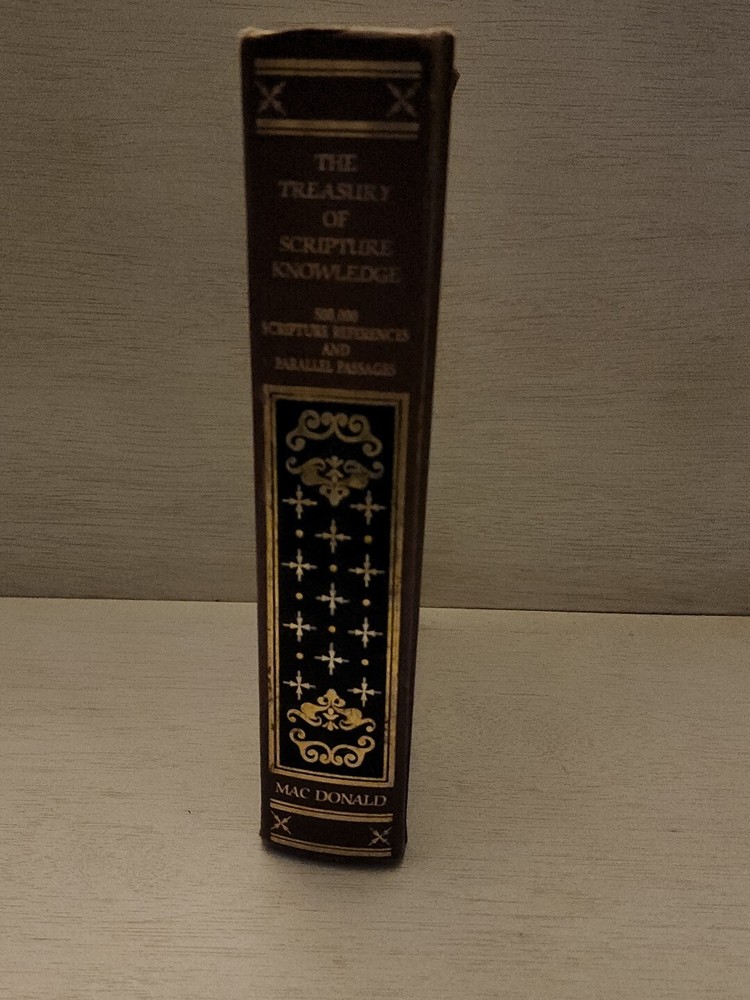 THE
TREASURY
OF
SCRIPTURE
KNOWLEDGE
500,000
SCRIPTURE REFERENCES
AND
PARALLEL PASSAGES
MAC DONALD